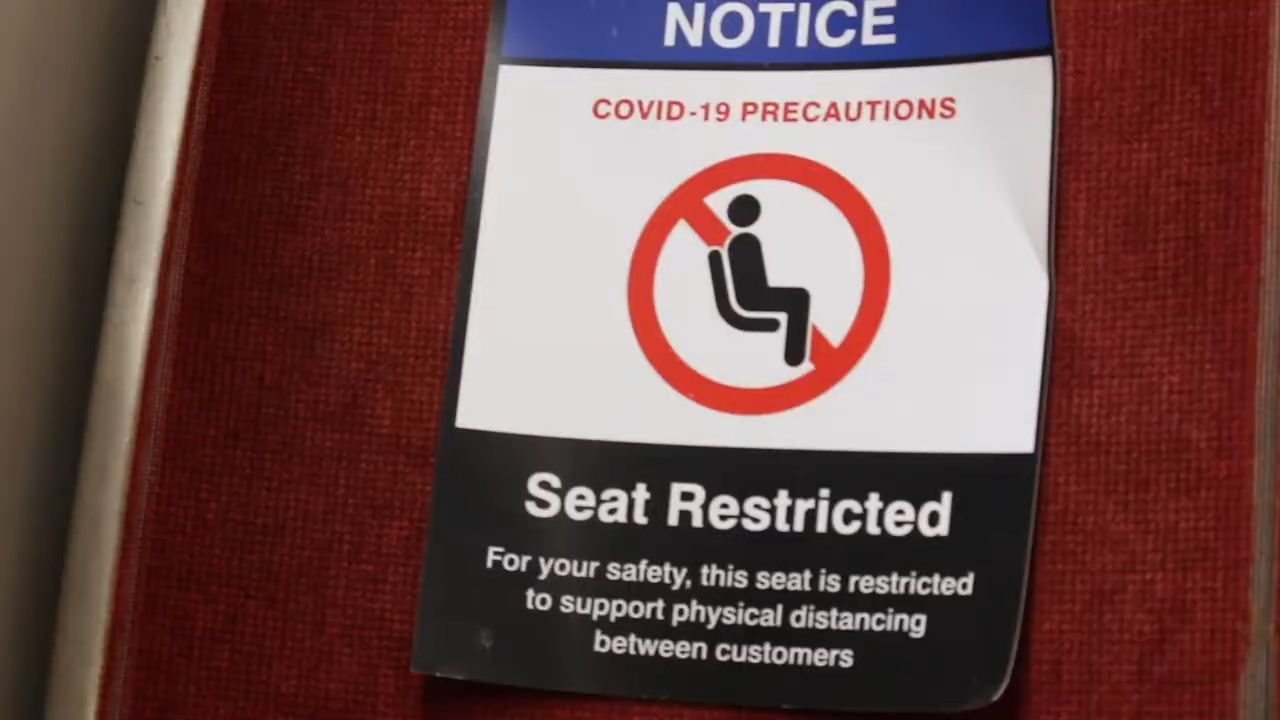 NOTICE
COVID-19 PRECAUTIONS
Seat Restricted
For your safety, this seat is restricted
to support physical distancing
between customers